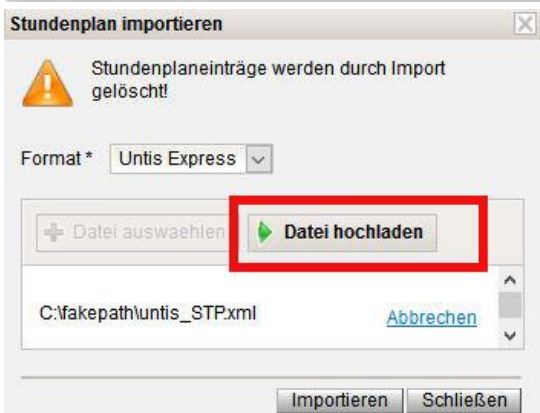 Stundenplan importieren
Stundenplaneinträge werden durch Import
gelöscht!
Format * Untis Express
Datei auswaehlen Datei hochladen
C:\fakepath\untis_STP.xml Abbrechen
Importieren Schließen